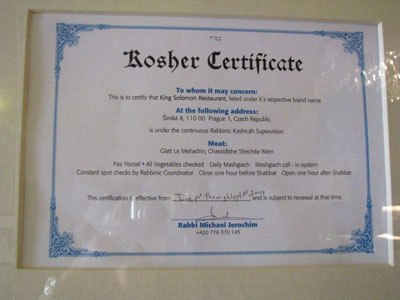 Kosher Certificate
To whom it may concern:
This is to certify that King Solomon Restaurant, listed under it's respective brand name
At the following address:
Široká 8, 110 00 Prague 1, Czech Republic
is under the continuous Rabbinic Kashruth Supervision
Meat:
Glatt Le Mehadrin, Chassidishe Shechita Wien
Pas Yisroel • All Vegetables checked Daily Mashgiach Mashgiach call - in system
Constant spot checks by Rabbinic Coordinator Close one hour before Shabbat Open one hour after Shabbat
This certification is effective from and is subject to renewal at that time.
Rabbi Michael Jerochim
+420 776 370 145